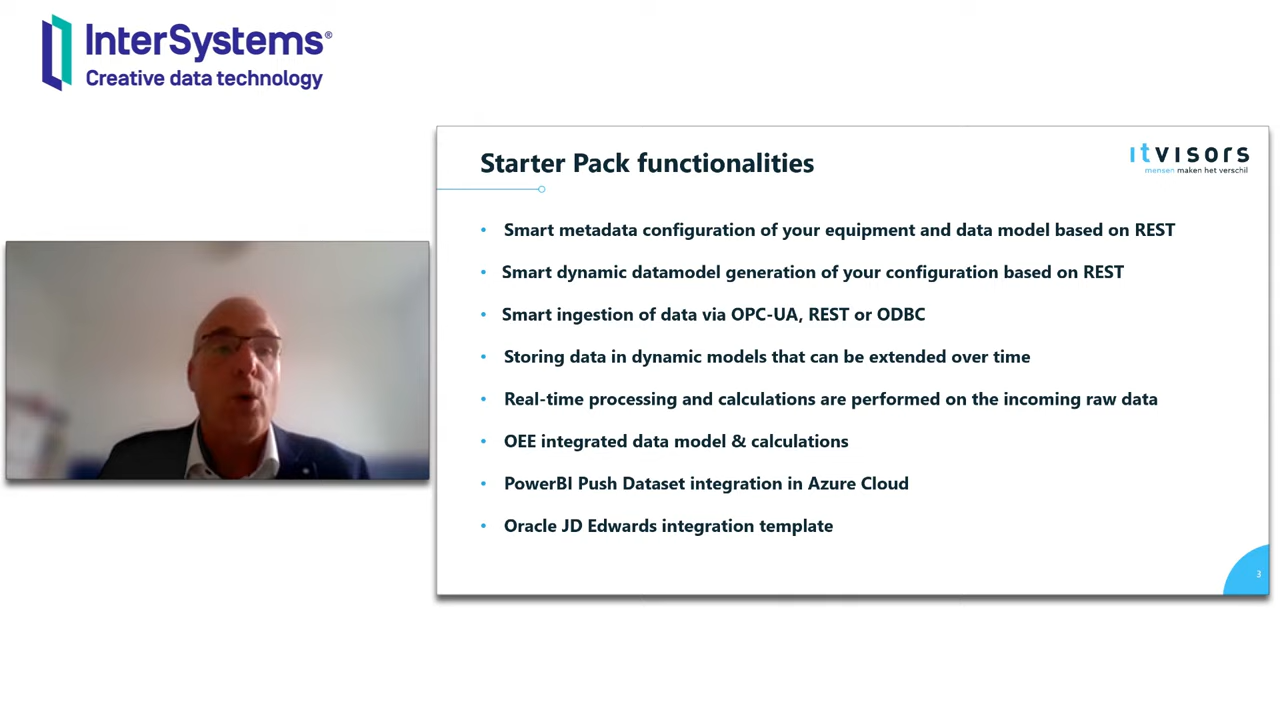 InterSystems®
Creative data technology
Starter Pack functionalities
itvisors
mensen maken het verschil
• Smart metadata configuration of your equipment and data model based on REST
• Smart dynamic datamodel generation of your configuration based on REST
• Smart ingestion of data via OPC-UA, REST or ODBC
• Storing data in dynamic models that can be extended over time
• Real-time processing and calculations are performed on the incoming raw data
• OEE integrated data model & calculations
• PowerBI Push Dataset integration in Azure Cloud
• Oracle JD Edwards integration template
3